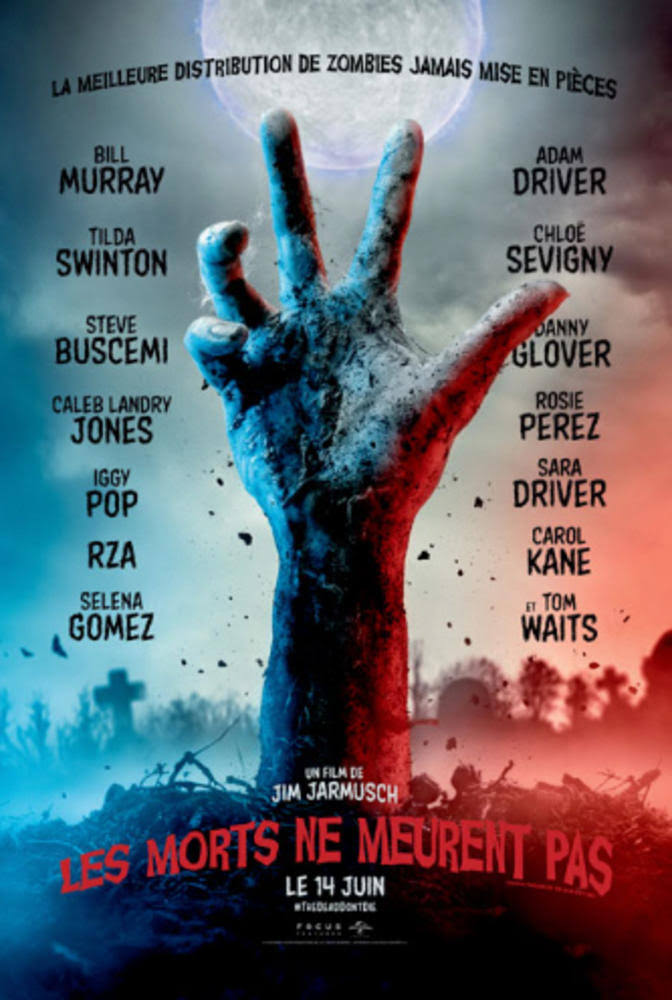 LA MEILLEURE DISTRIBUTION DE ZOMBIES JAMAIS MISE EN PIÈCES
BILL
MURRAY
TILDA
SWINTON
STEVE
BUSCEMI
CALEB LANDRY
JONES
IGGY
POP
RZA
SELENA
GOMEZ
ADAM
DRIVER
CHLOË
SEVIGNY
DANNY
GLOVER
ROSIE
PEREZ
SARA
DRIVER
CAROL
KANE
ET TOM
WAITS
UN FILM DE
JIM JARMUSCH
LES MORTS NE MEURENT PAS
LE 14 JUIN
#THEDEADDONTDIE
FOCUS
FEATURES